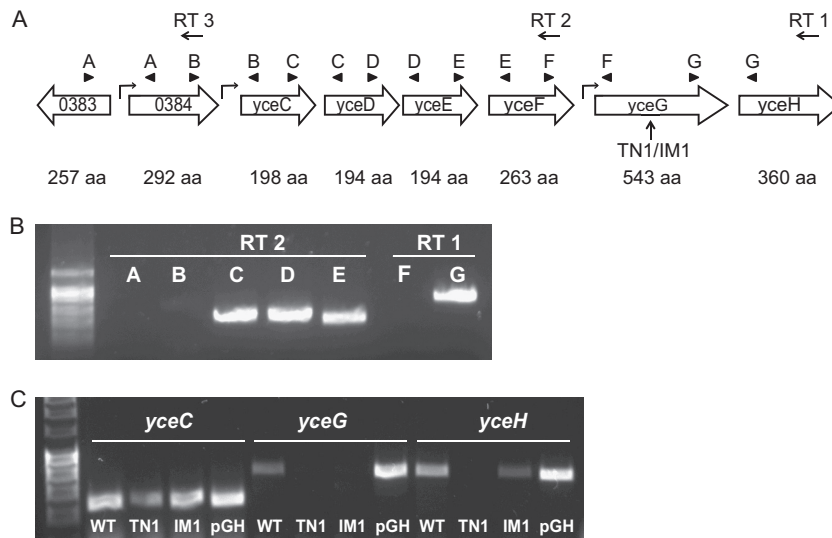 A
RT 3
RT 2
RT 1
A A B B C C D D E E F F G G
0383 0384 yceC yceD yceE yceF yceG yceH
TN1/IM1
257 aa 292 aa 198 aa 194 aa 194 aa 263 aa 543 aa 360 aa
B
RT 2 RT 1
A B C D E F G
C
yceC yceG yceH
WT TN1 IM1 pGH WT TN1 IM1 pGH WT TN1 IM1 pGH